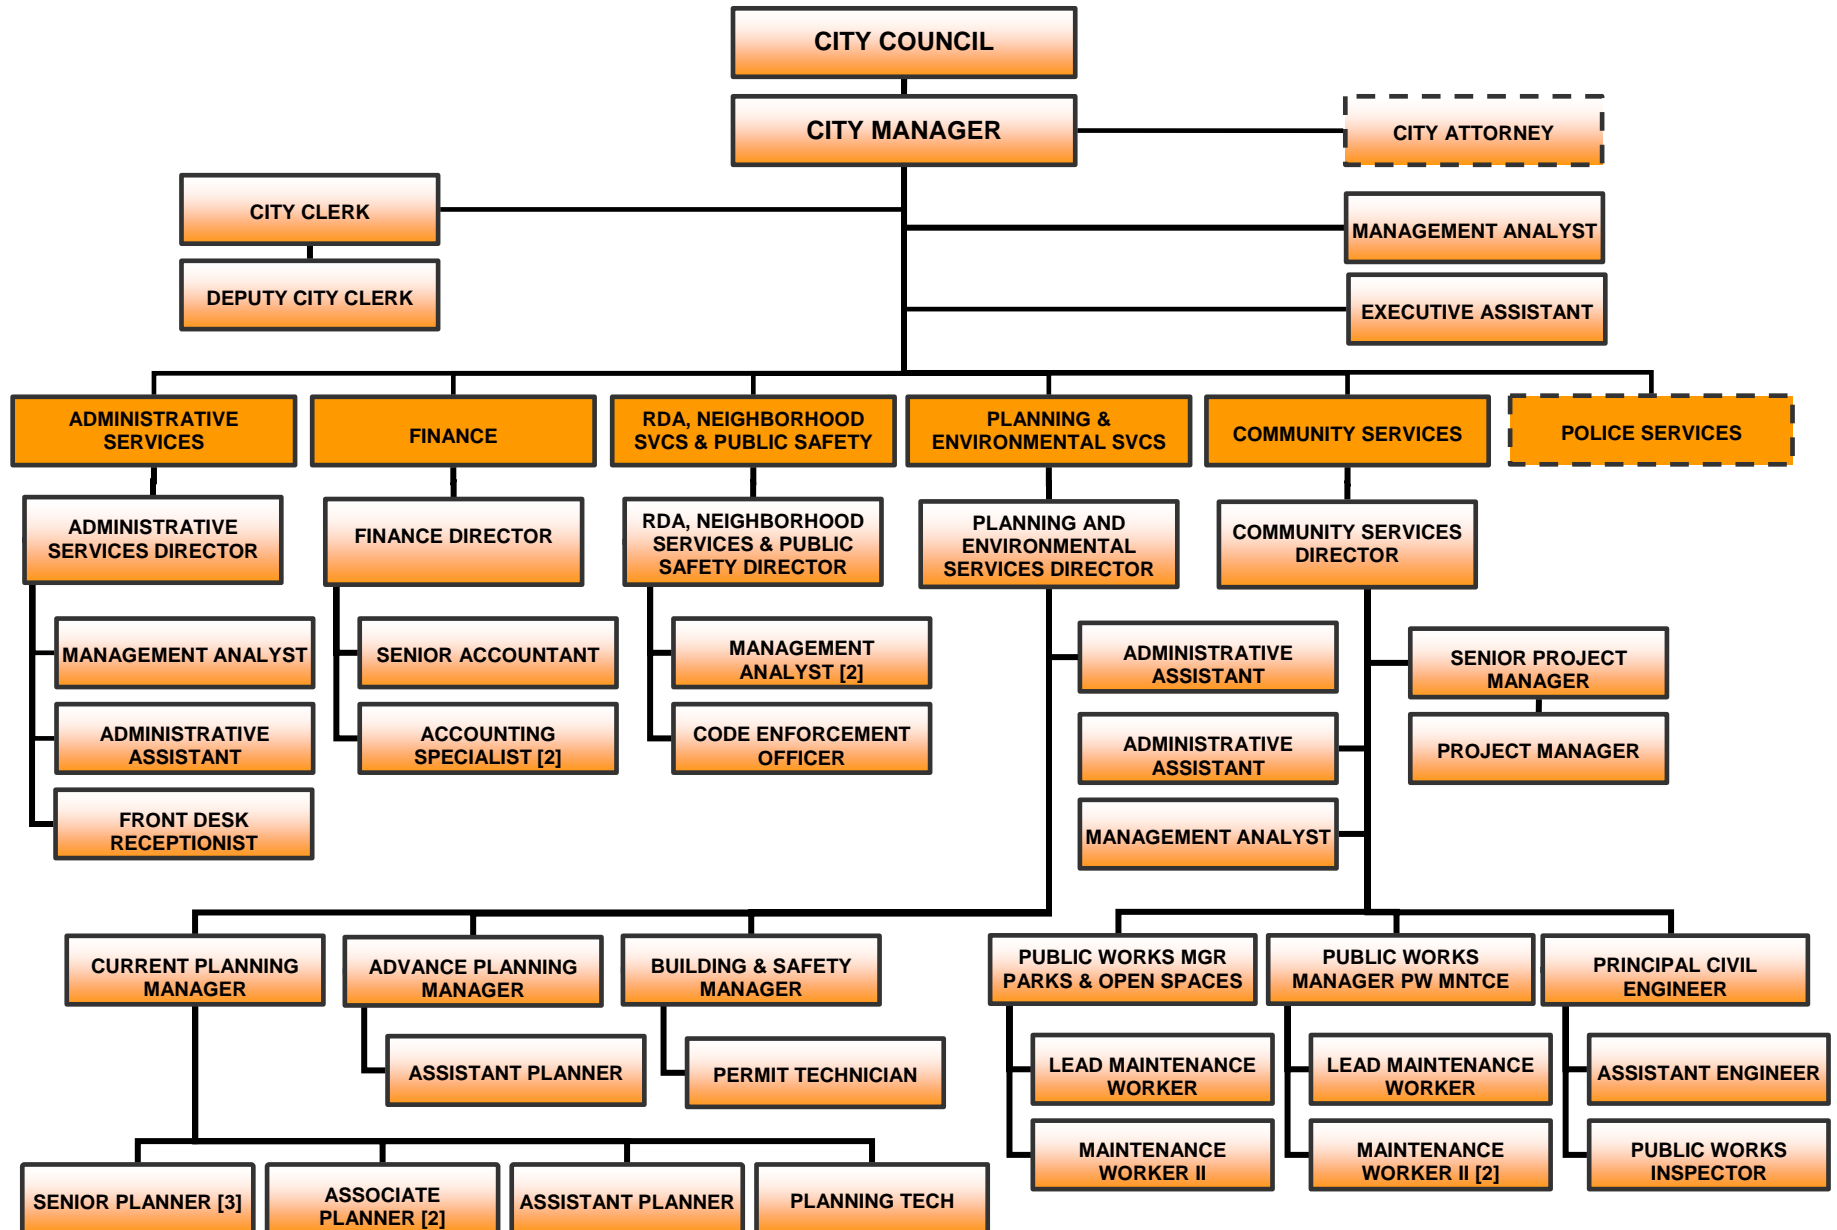 CITY COUNCIL
CITY MANAGER
CITY ATTORNEY
CITY CLERK
MANAGEMENT ANALYST
DEPUTY CITY CLERK
EXECUTIVE ASSISTANT
ADMINISTRATIVE
SERVICES
FINANCE
RDA, NEIGHBORHOOD
SVCS & PUBLIC SAFETY
PLANNING &
ENVIRONMENTAL SVCS
COMMUNITY SERVICES
POLICE SERVICES
ADMINISTRATIVE
SERVICES DIRECTOR
FINANCE DIRECTOR
RDA, NEIGHBORHOOD
SERVICES & PUBLIC
SAFETY DIRECTOR
PLANNING AND
ENVIRONMENTAL
SERVICES DIRECTOR
COMMUNITY SERVICES
DIRECTOR
MANAGEMENT ANALYST
SENIOR ACCOUNTANT
MANAGEMENT
ANALYST [2]
ADMINISTRATIVE
ASSISTANT
SENIOR PROJECT
MANAGER
ADMINISTRATIVE
ASSISTANT
ACCOUNTING
SPECIALIST [2]
CODE ENFORCEMENT
OFFICER
ADMINISTRATIVE
ASSISTANT
PROJECT MANAGER
FRONT DESK
RECEPTIONIST
MANAGEMENT ANALYST
CURRENT PLANNING
MANAGER
ADVANCE PLANNING
MANAGER
BUILDING & SAFETY
MANAGER
PUBLIC WORKS MGR
PARKS & OPEN SPACES
PUBLIC WORKS
MANAGER PW MNTCE
PRINCIPAL CIVIL
ENGINEER
ASSISTANT PLANNER
PERMIT TECHNICIAN
LEAD MAINTENANCE
WORKER
LEAD MAINTENANCE
WORKER
ASSISTANT ENGINEER
MAINTENANCE
WORKER II
MAINTENANCE
WORKER II [2]
PUBLIC WORKS
INSPECTOR
SENIOR PLANNER [3]
ASSOCIATE
PLANNER [2]
ASSISTANT PLANNER
PLANNING TECH